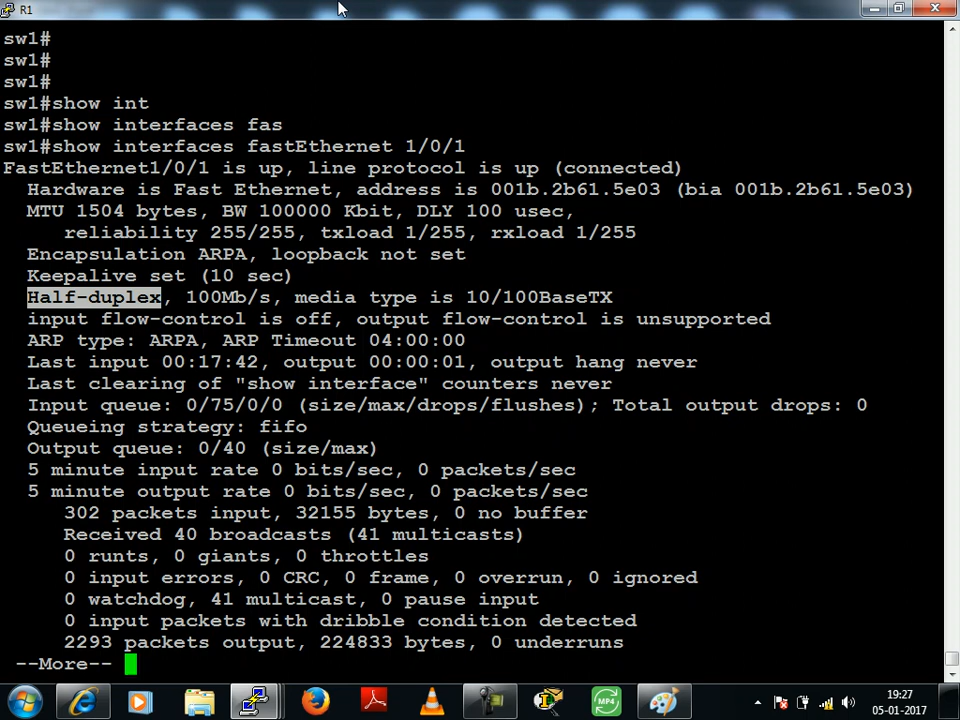 R1
sw1#
sw1#
sw1#
sw1#show int
sw1#show interfaces fas
sw1#show interfaces fastEthernet 1/0/1
FastEthernet1/0/1 is up, line protocol is up (connected)
Hardware is Fast Ethernet, address is 001b.2b61.5e03 (bia 001b.2b61.5e03)
MTU 1504 bytes, BW 100000 Kbit, DLY 100 usec,
reliability 255/255, txload 1/255, rxload 1/255
Encapsulation ARPA, loopback not set
Keepalive set (10 sec)
Half-duplex, 100Mb/s, media type is 10/100BaseTX
input flow-control is off, output flow-control is unsupported
ARP type: ARPA, ARP Timeout 04:00:00
Last input 00:17:42, output 00:00:01, output hang never
Last clearing of "show interface" counters never
Input queue: 0/75/0/0 (size/max/drops/flushes); Total output drops: 0
Queueing strategy: fifo
Output queue: 0/40 (size/max)
5 minute input rate 0 bits/sec, 0 packets/sec
5 minute output rate 0 bits/sec, 0 packets/sec
302 packets input, 32155 bytes, 0 no buffer
Received 40 broadcasts (41 multicasts)
0 runts, 0 giants, 0 throttles
0 input errors, 0 CRC, 0 frame, 0 overrun, 0 ignored
0 watchdog, 41 multicast, 0 pause input
0 input packets with dribble condition detected
2293 packets output, 224833 bytes, 0 underruns
--More--
MP4
19:27
05-01-2017